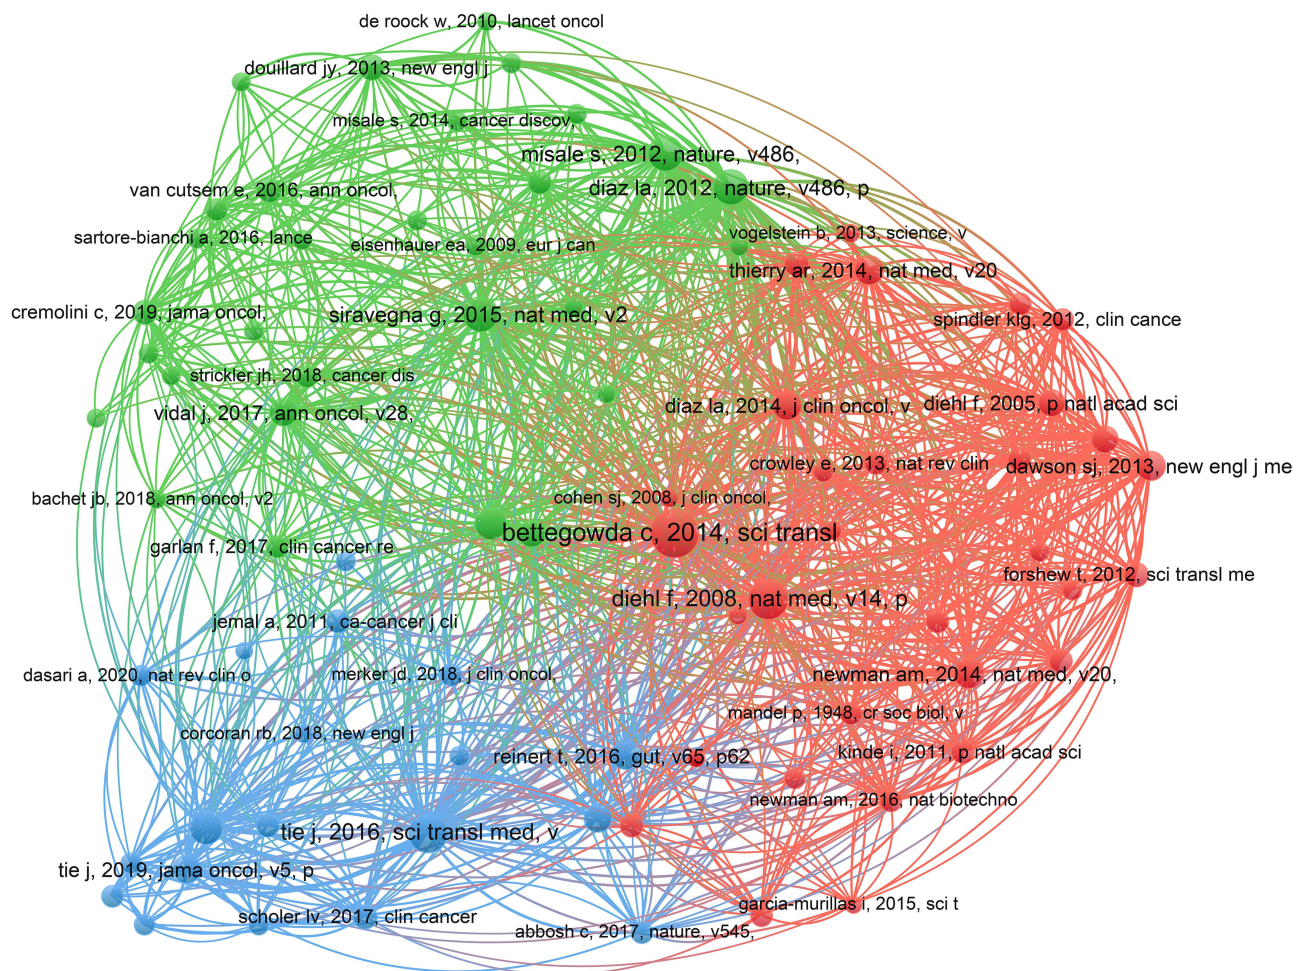 de roock w, 2010, lancet oncol
douillard jy, 2013, new engl j
misale s, 2014, cancer discov,
misale s, 2012, nature, v486,
van cutsem e, 2016, ann oncol,
diaz la, 2012, nature, v486, p
sartore-bianchi a, 2016, lance
eisenhauer ea, 2009, eur j can
vogelstein b, 2013, science, v
thierry ar, 2014, nat med, v20
cremolini c, 2019, jama oncol,
siravegna g, 2015, nat med, v2
spindler klg, 2012, clin cance
strickler jh, 2018, cancer dis
vidal j, 2017, ann oncol, v28,
diaz la, 2014, j clin oncol, v
diehl f, 2005, p natl acad sci
crowley e, 2013, nat rev clin
dawson sj, 2013, new engl j me
bachet jb, 2018, ann oncol, v2
cohen sj, 2008, j clin oncol,
bettegowda c, 2014, sci transl
garlan f, 2017, clin cancer re
forshew t, 2012, sci transl me
diehl f, 2008, nat med, v14, p
jemal a, 2011, ca-cancer j cli
dasari a, 2020, nat rev clin o
merker jd, 2018, j clin oncol,
newman am, 2014, nat med, v20,
mandel p, 1948, cr soc biol, v
corcoran rb, 2018, new engl j
reinert t, 2016, gut, v65, p62
kinde i, 2011, p natl acad sci
newman am, 2016, nat biotechno
tie j, 2016, sci transl med, v
tie j, 2019, jama oncol, v5, p
scholer lv, 2017, clin cancer
garcia-murillas i, 2015, sci t
abbosh c, 2017, nature, v545,